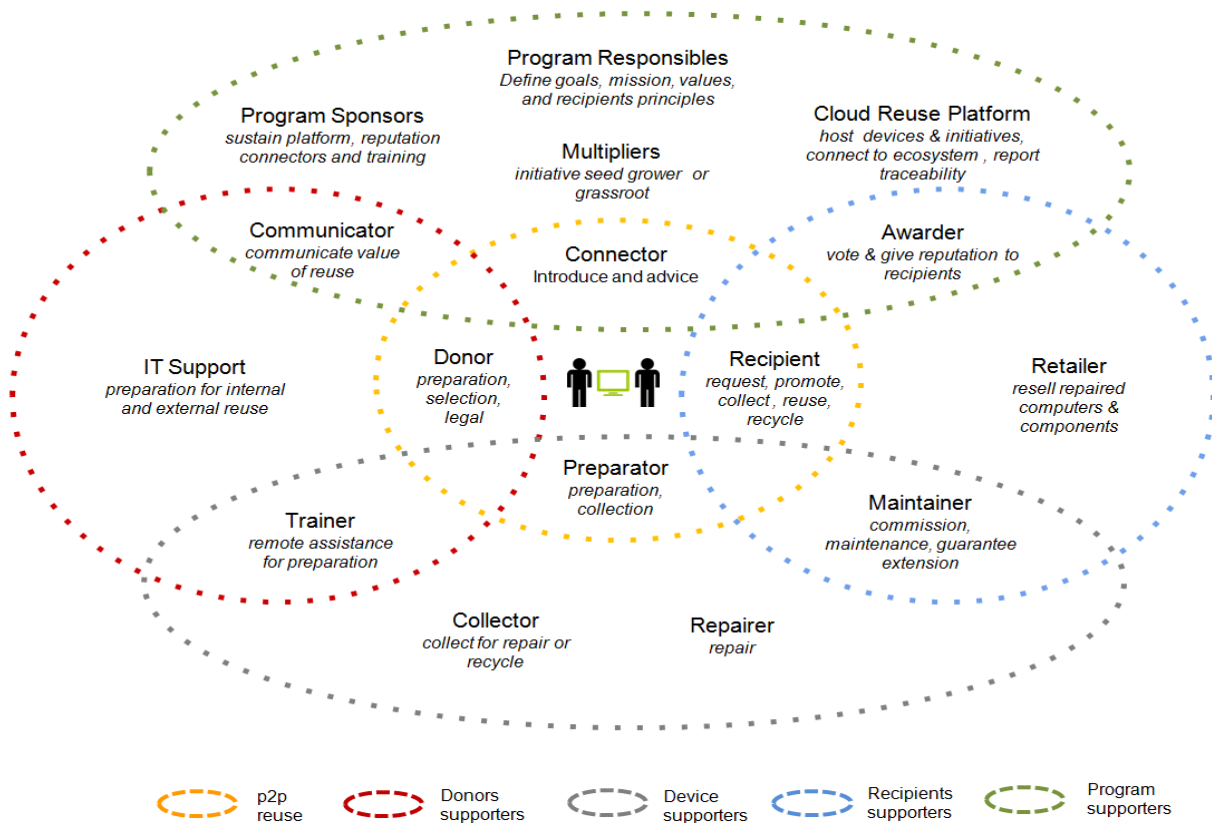 Program Responsibles
Define goals, mission, values,
and recipients principles
Program Sponsors
sustain platform, reputation
connectors and training
Cloud Reuse Platform
host devices & initiatives,
connect to ecosystem , report
traceability
Multipliers
initiative seed grower or
grassroot
Communicator
communicate value
of reuse
Connector
Introduce and advice
Awarder
vote & give reputation to
recipients
IT Support
preparation for internal
and external reuse
Donor
preparation,
selection,
legal
Recipient
request, promote,
collect , reuse,
recycle
Retailer
resell repaired
computers &
components
Preparator
preparation,
collection
Trainer
remote assistance
for preparation
Maintainer
commission,
maintenance, guarantee
extension
Collector
collect for repair or
recycle
Repairer
repair
p2p
reuse
Donors
supporters
Device
supporters
Recipients
supporters
Program
supporters